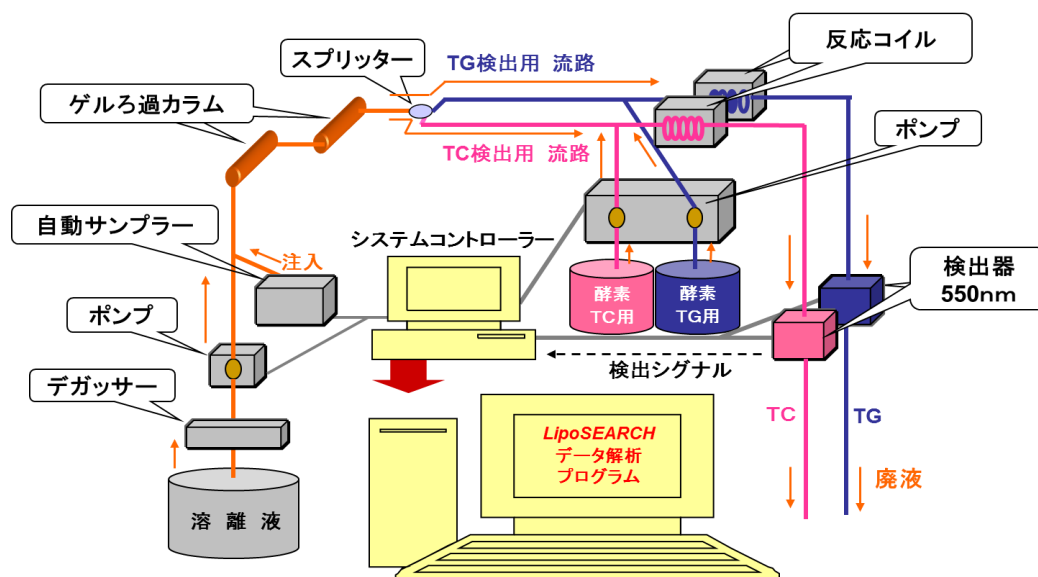 反応コイル
スプリッター
TG検出用 流路
ゲルろ過カラム
ポンプ
TC検出用 流路
自動サンプラー
システムコントローラー
注入
検出器
550nm
酵素
TC用
酵素
TG用
ポンプ
検出シグナル
デガッサー
TC
TG
LipoSEARCH
データ解析
プログラム
廃液
溶 離 液